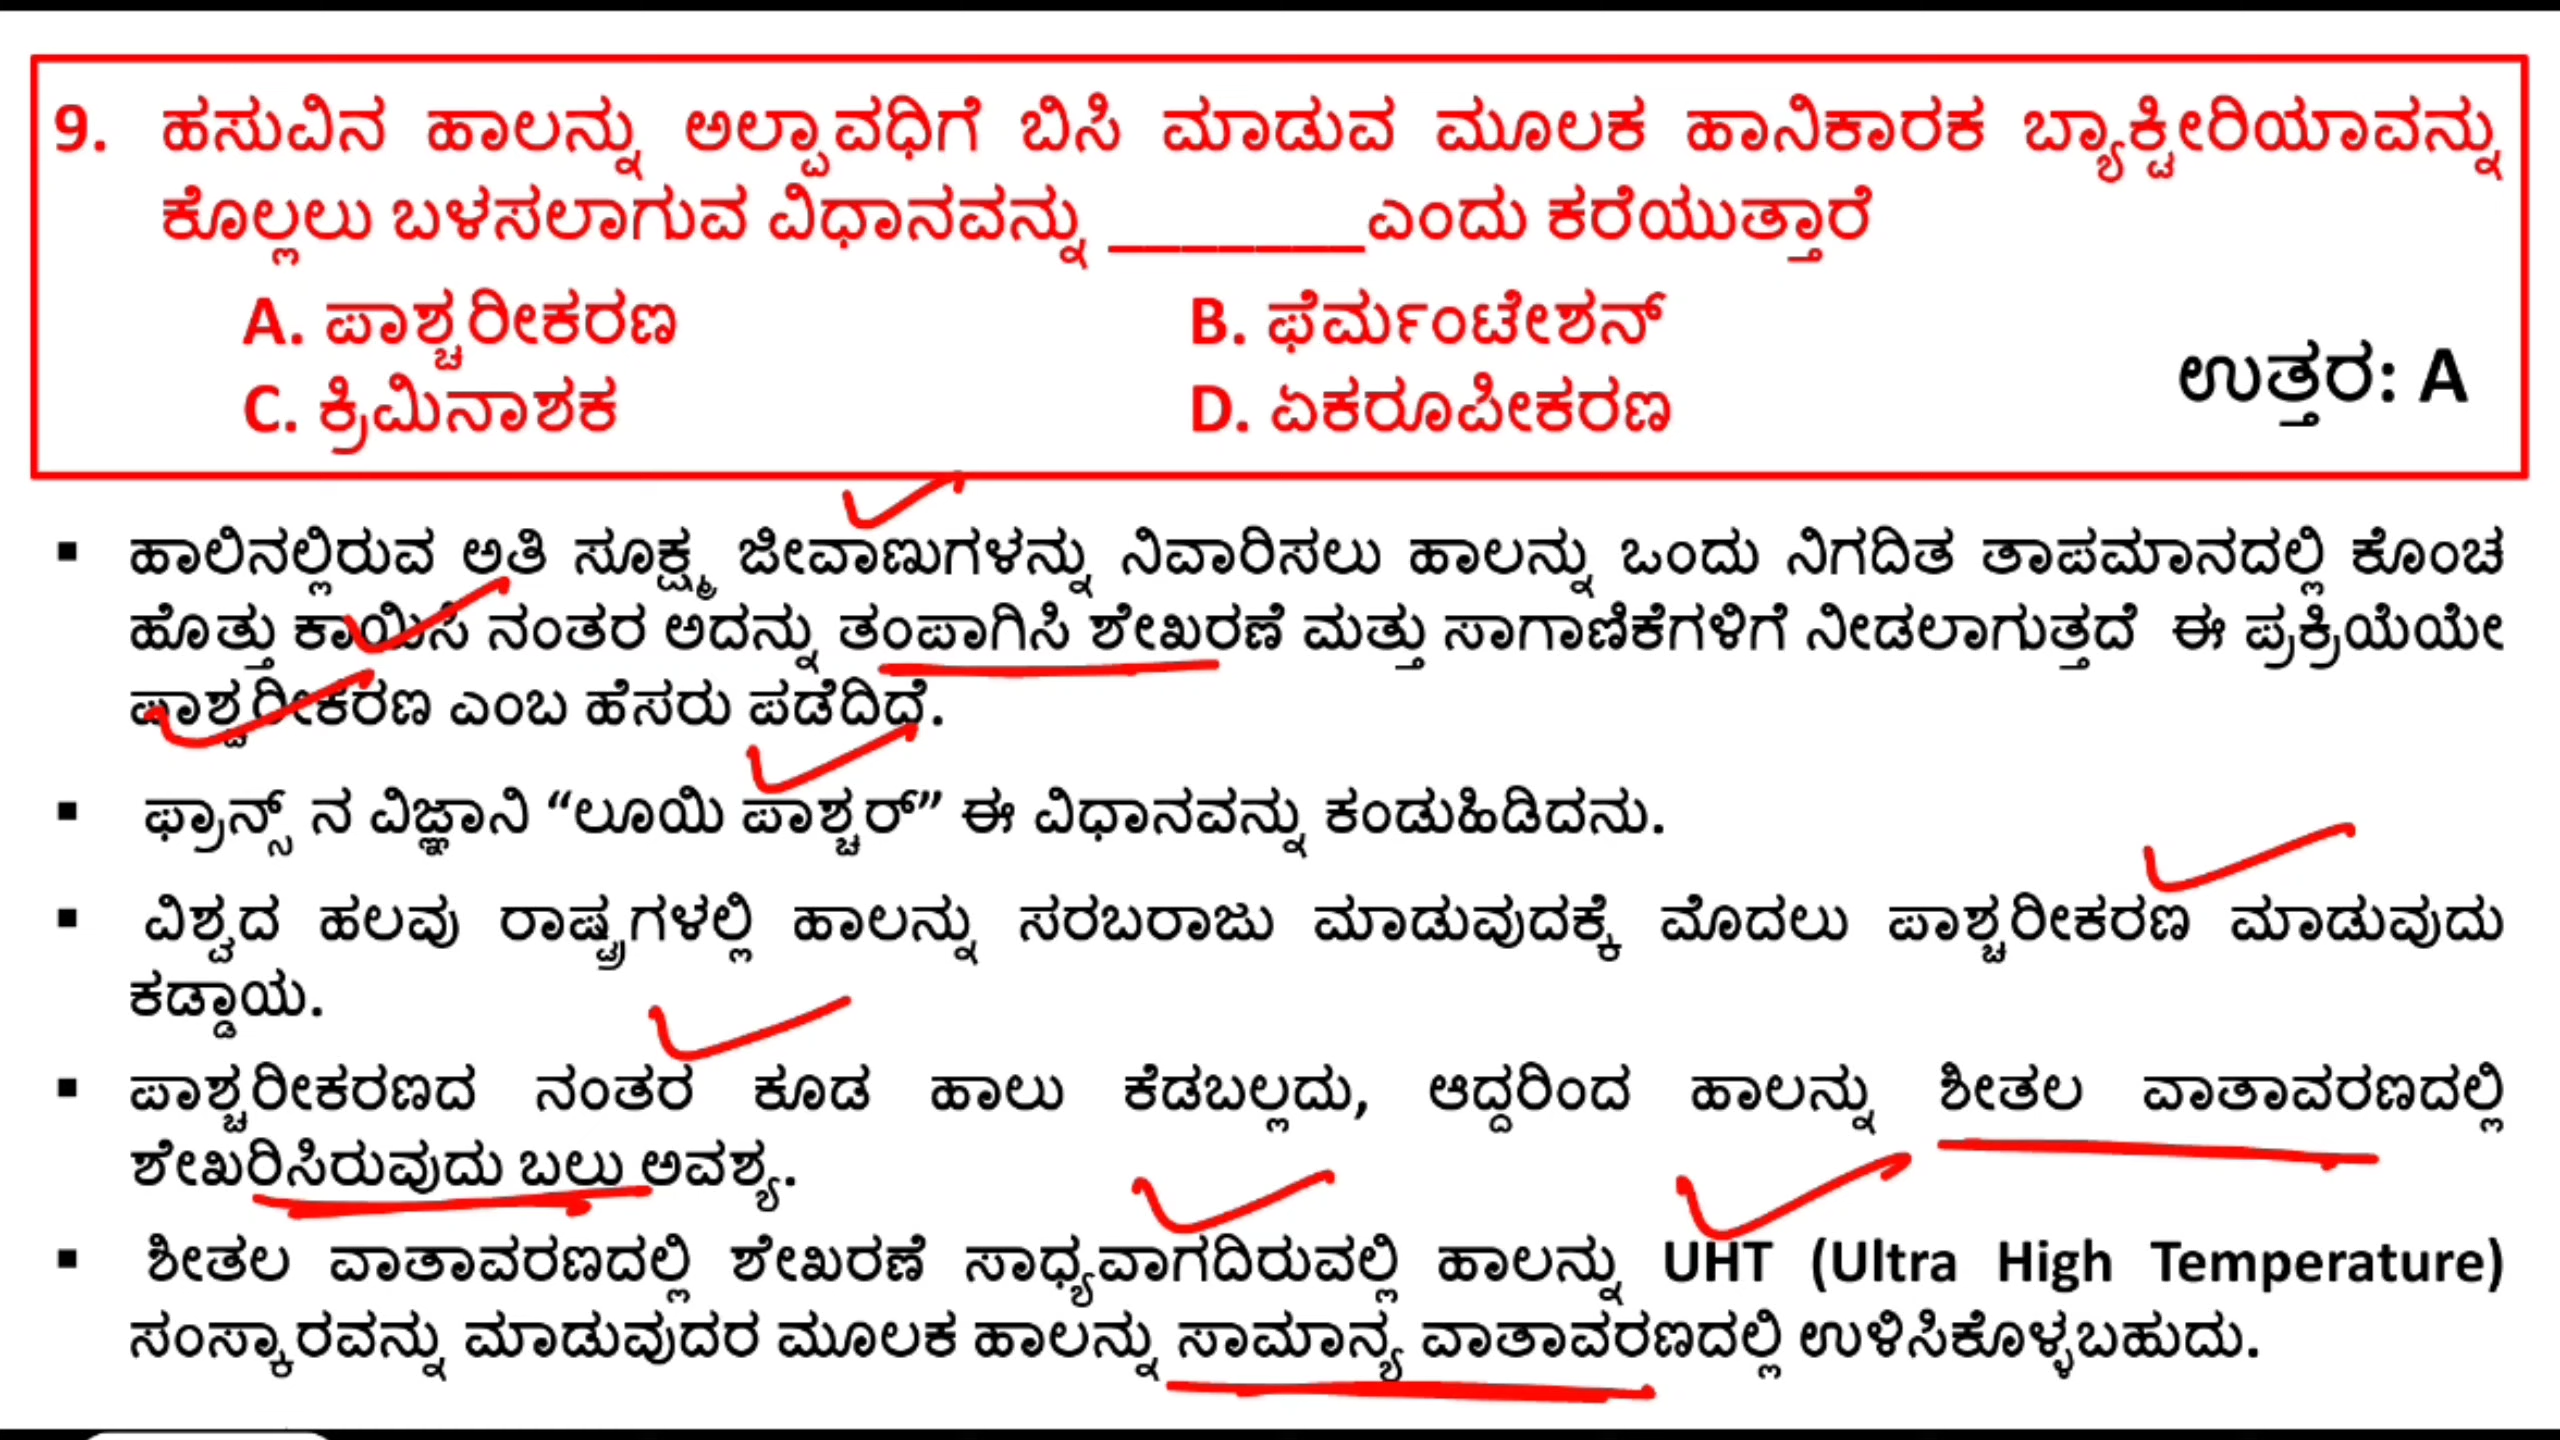 9. ಹಸುವಿನ ಹಾಲನ್ನು ಅಲ್ಪಾವಧಿಗೆ ಬಿಸಿ ಮಾಡುವ ಮೂಲಕ ಹಾನಿಕಾರಕ ಬ್ಯಾಕ್ಟೀರಿಯಾವನ್ನು
ಕೊಲ್ಲಲು ಬಳಸಲಾಗುವ ವಿಧಾನವನ್ನು ________ಎಂದು ಕರೆಯುತ್ತಾರೆ
A. ಪಾಶ್ಚರೀಕರಣ B. ಫೆರ್ಮಂಟೇಶನ್
C. ಕ್ರಿಮಿನಾಶಕ D. ಏಕರೂಪೀಕರಣ
ಉತ್ತರ: A
▪ ಹಾಲಿನಲ್ಲಿರುವ ಅತಿ ಸೂಕ್ಷ್ಮ ಜೀವಾಣುಗಳನ್ನು ನಿವಾರಿಸಲು ಹಾಲನ್ನು ಒಂದು ನಿಗದಿತ ತಾಪಮಾನದಲ್ಲಿ ಕೊಂಚ
ಹೊತ್ತು ಕಾಯಿಸಿ ನಂತರ ಅದನ್ನು ತಂಪಾಗಿಸಿ ಶೇಖರಣೆ ಮತ್ತು ಸಾಗಾಣಿಕೆಗಳಿಗೆ ನೀಡಲಾಗುತ್ತದೆ ಈ ಪ್ರಕ್ರಿಯೆಯೇ
ಪಾಶ್ವರೀಕರಣ ಎಂಬ ಹೆಸರು ಪಡೆದಿದೆ.
▪ ಫ್ರಾನ್ಸ್ ನ ವಿಜ್ಞಾನಿ “ಲೂಯಿ ಪಾಶ್ಚರ್” ಈ ವಿಧಾನವನ್ನು ಕಂಡುಹಿಡಿದನು.
▪ ವಿಶ್ವದ ಹಲವು ರಾಷ್ಟ್ರಗಳಲ್ಲಿ ಹಾಲನ್ನು ಸರಬರಾಜು ಮಾಡುವುದಕ್ಕೆ ಮೊದಲು ಪಾಶ್ಚರೀಕರಣ ಮಾಡುವುದು
ಕಡ್ಡಾಯ.
▪ ಪಾಶ್ಚರೀಕರಣದ ನಂತರ ಕೂಡ ಹಾಲು ಕೆಡಬಲ್ಲದು, ಆದ್ದರಿಂದ ಹಾಲನ್ನು ಶೀತಲ ವಾತಾವರಣದಲ್ಲಿ
ಶೇಖರಿಸಿರುವುದು ಬಲು ಅವಶ್ಯ.
▪ ಶೀತಲ ವಾತಾವರಣದಲ್ಲಿ ಶೇಖರಣೆ ಸಾಧ್ಯವಾಗದಿರುವಲ್ಲಿ ಹಾಲನ್ನು UHT (Ultra High Temperature)
ಸಂಸ್ಕಾರವನ್ನು ಮಾಡುವುದರ ಮೂಲಕ ಹಾಲನ್ನು ಸಾಮಾನ್ಯ ವಾತಾವರಣದಲ್ಲಿ ಉಳಿಸಿಕೊಳ್ಳಬಹುದು.